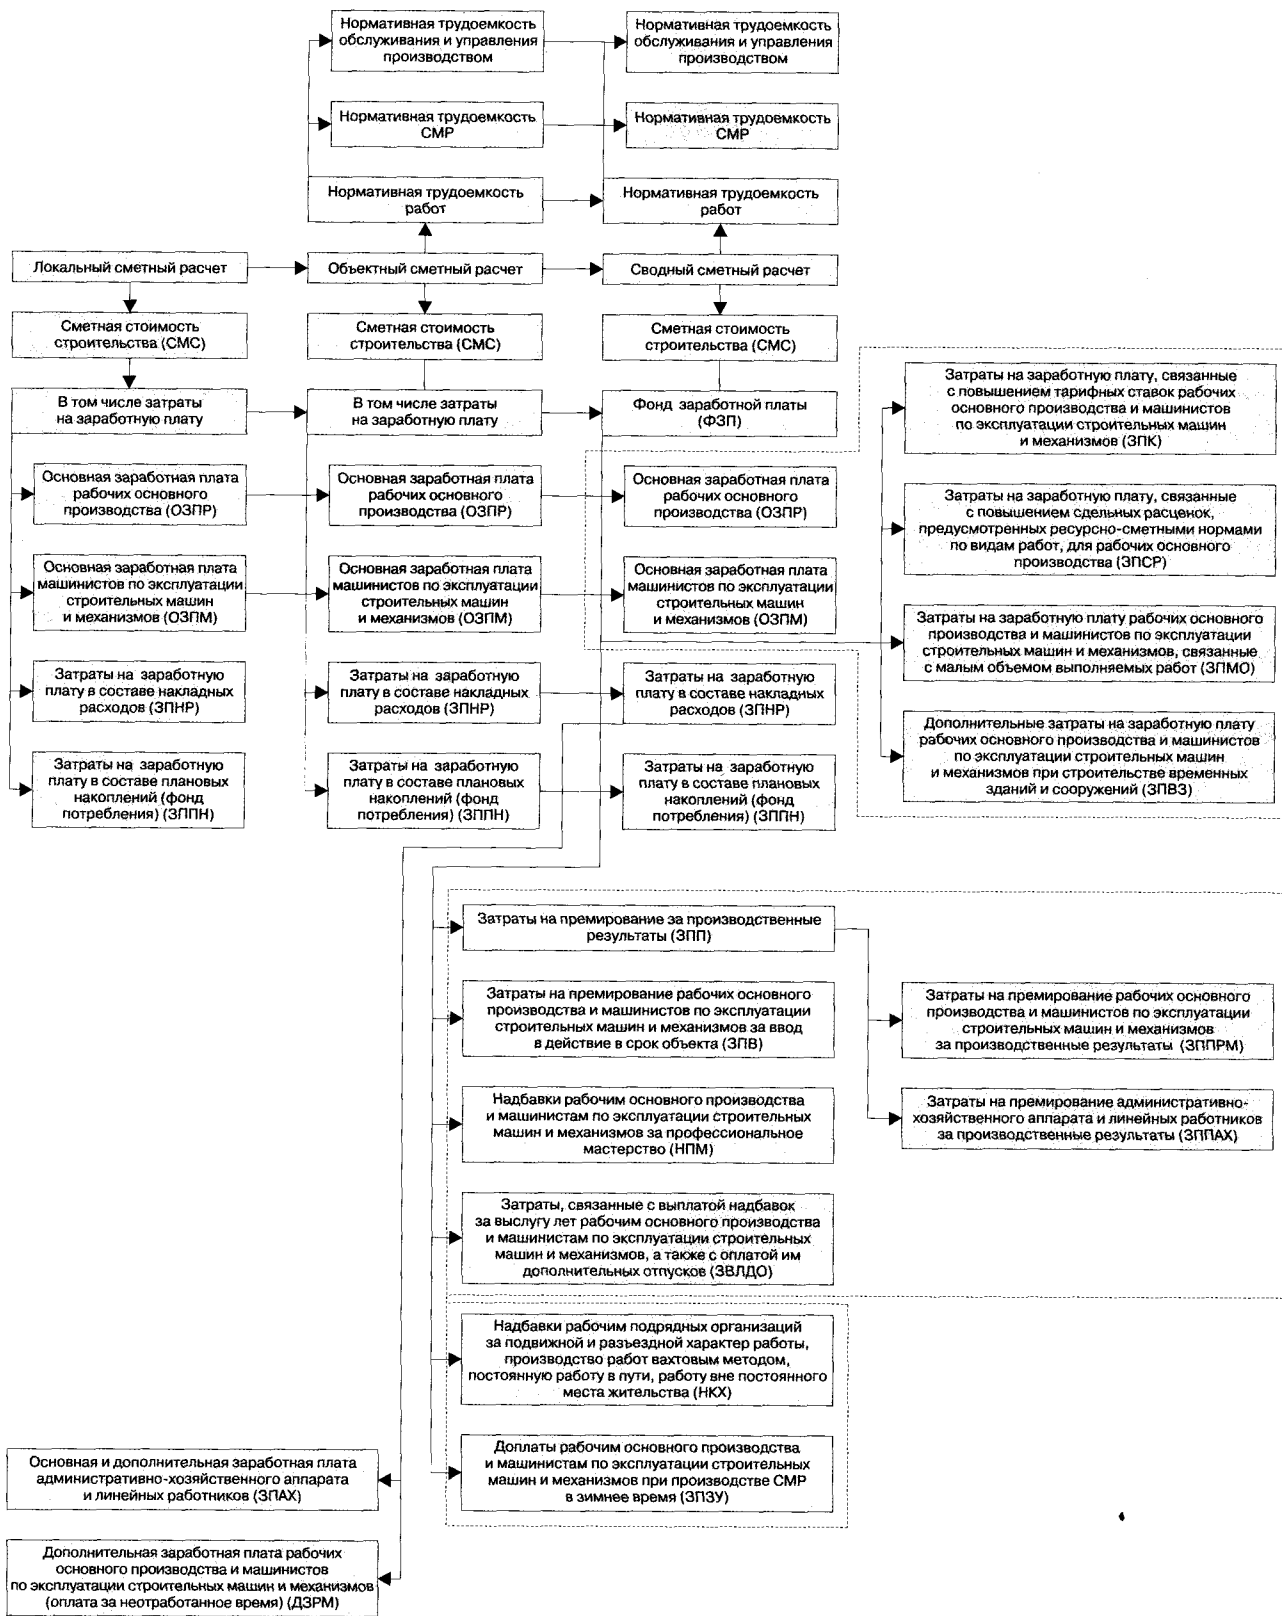 Нормативная трудоемкость
обслуживания и управления
производством
Нормативная трудоемкость
обслуживания и управления
производством
Нормативная трудоемкость
СМР
Нормативная трудоемкость
СМР
Нормативная трудоемкость
работ
Нормативная трудоемкость
работ
Локальный сметный расчет
Объектный сметный расчет
Сводный сметный расчет
Сметная стоимость
строительства (СМС)
Сметная стоимость
строительства (СМС)
Сметная стоимость
строительства (СМС)
В том числе затраты
на заработную плату
В том числе затраты
на заработную плату
Фонд заработной платы
(ФЗП)
Затраты на заработную плату, связанные
с повышением тарифных ставок рабочих
основного производства и машинистов
по эксплуатации строительных машин
и механизмов (ЗПК)
Основная заработная плата
рабочих основного
производства (ОЗПР)
Основная заработная плата
рабочих основного
производства (ОЗПР)
Основная заработная плата
рабочих основного
производства (ОЗПР)
Затраты на заработную плату, связанные
с повышением сдельных расценок,
предусмотренных ресурсно-сметными нормами
по видам работ, для рабочих основного
производства (ЗПСР)
Основная заработная плата
машинистов по эксплуатации
строительных машин
и механизмов (ОЗПМ)
Основная заработная плата
машинистов по эксплуатации
строительных машин
и механизмов (ОЗПМ)
Основная заработная плата
машинистов по эксплуатации
строительных машин
и механизмов (ОЗПМ)
Затраты на заработную плату рабочих основного
производства и машинистов по эксплуатации
строительных машин и механизмов, связанные
с малым объемом выполняемых работ (ЗПМО)
Затраты на заработную
плату в составе накладных
расходов (ЗПНР)
Затраты на заработную
плату в составе накладных
расходов (ЗПНР)
Затраты на заработную
плату в составе накладных
расходов (ЗПНР)
Дополнительные затраты на заработную плату
рабочих основного производства и машинистов
по эксплуатации строительных машин
и механизмов при строительстве временных
зданий и сооружений (ЗПВЗ)
Затраты на заработную
плату в составе плановых
накоплений (фонд
потребления) (ЗППН)
Затраты на заработную
плату в составе плановых
накоплений (фонд
потребления) (ЗППН)
Затраты на заработную
плату в составе плановых
накоплений (фонд
потребления) (ЗППН)
Затраты на премирование за производственные
результаты (ЗПП)
Затраты на премирование рабочих основного
производства и машинистов по эксплуатации
строительных машин и механизмов за ввод
в действие в срок объекта (ЗПВ)
Затраты на премирование рабочих основного
производства и машинистов по эксплуатации
строительных машин и механизмов
за производственные результаты (ЗППРМ)
Надбавки рабочим основного производства
и машинистам по эксплуатации строительных
машин и механизмов за профессиональное
мастерство (НПМ)
Затраты на премирование административно-
хозяйственного аппарата и линейных работников
за производственные результаты (ЗППАХ)
Затраты, связанные с выплатой надбавок
за выслугу лет рабочим основного производства
и машинистам по эксплуатации строительных
машин и механизмов, а также с оплатой им
дополнительных отпусков (ЗВЛДО)
Надбавки рабочим подрядных организаций
за подвижной и разъездной характер работы,
производство работ вахтовым методом,
постоянную работу в пути, работу вне постоянного
места жительства (НКХ)
Доплаты рабочим основного производства
и машинистам по эксплуатации строительных
машин и механизмов при производстве СМР
в зимнее время (ЗПЗУ)
Основная и дополнительная заработная плата
административно-хозяйственного аппарата
и линейных работников (ЗПАХ)
Дополнительная заработная плата рабочих
основного производства и машинистов
по эксплуатации строительных машин и механизмов
(оплата за неотработанное время) (ДЗРМ)